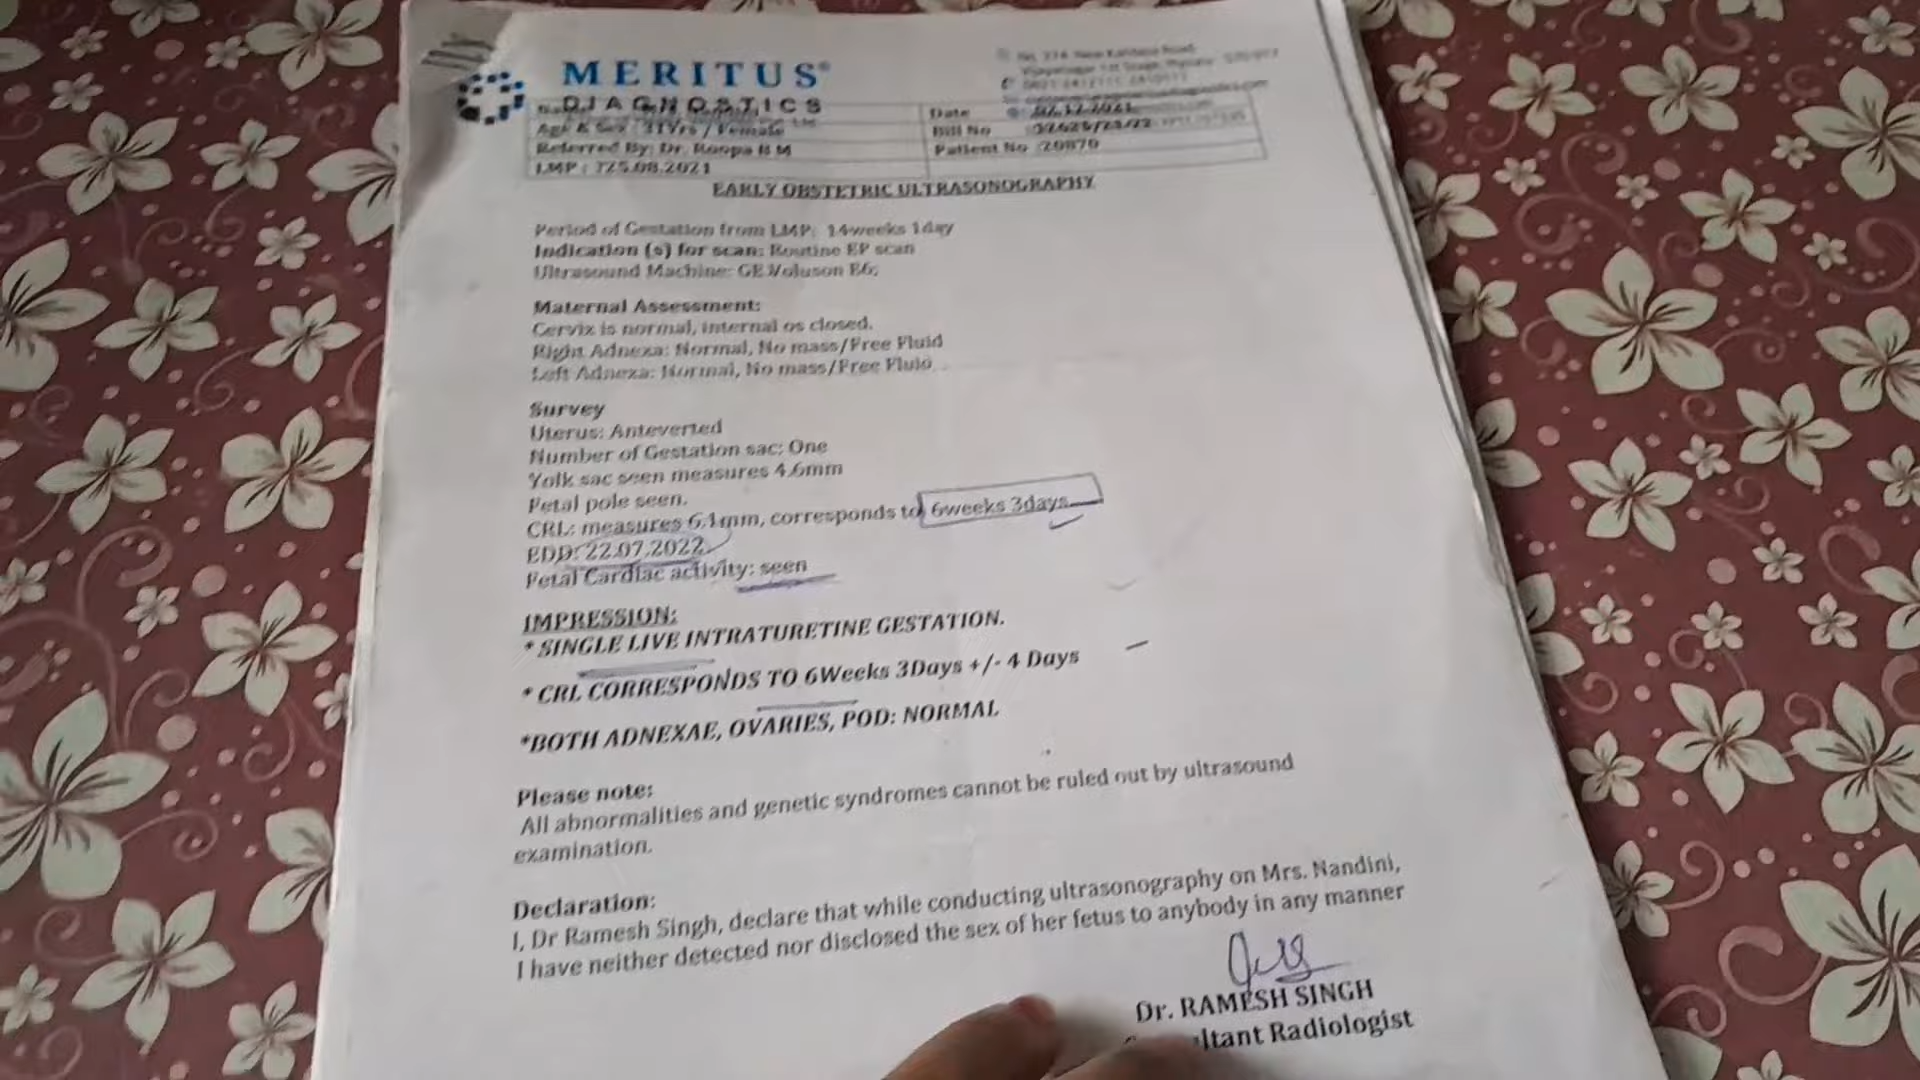 MERITUS
DIAGNOSTICS
Age & Sex : 31Yrs / Female
Referred By: Dr. Roopa B M
LMP : ?25.08.2021
Date : 02.12.2021
Bill No
Patient No :20870
EARLY OBSTETRIC ULTRASONOGRAPHY
Period of Gestation from LMP: 14weeks 1day
Indication (s) for scan: Routine EP scan
Ultrasound Machine: GE Voluson E6;
Maternal Assessment:
Cervix is normal, internal os closed.
Right Adnexa: Normal, No mass/Free Fluid
Left Adnexa: Normal, No mass/Free Fluid
Survey
Uterus: Anteverted
Number of Gestation sac: One
Yolk sac seen measures 4.6mm
Fetal pole seen.
CRL: measures 6.1mm, corresponds to 6weeks 3days
EDD: 22.07.2022
Fetal Cardiac activity: seen
IMPRESSION:
* SINGLE LIVE INTRATURETINE GESTATION.
* CRL CORRESPONDS TO 6Weeks 3Days +/- 4 Days
*BOTH ADNEXAE, OVARIES, POD: NORMAL
Please note:
All abnormalities and genetic syndromes cannot be ruled out by ultrasound
examination.
Declaration:
I, Dr Ramesh Singh, declare that while conducting ultrasonography on Mrs. Nandini,
I have neither detected nor disclosed the sex of her fetus to anybody in any manner
Dr. RAMESH SINGH
Radiologist